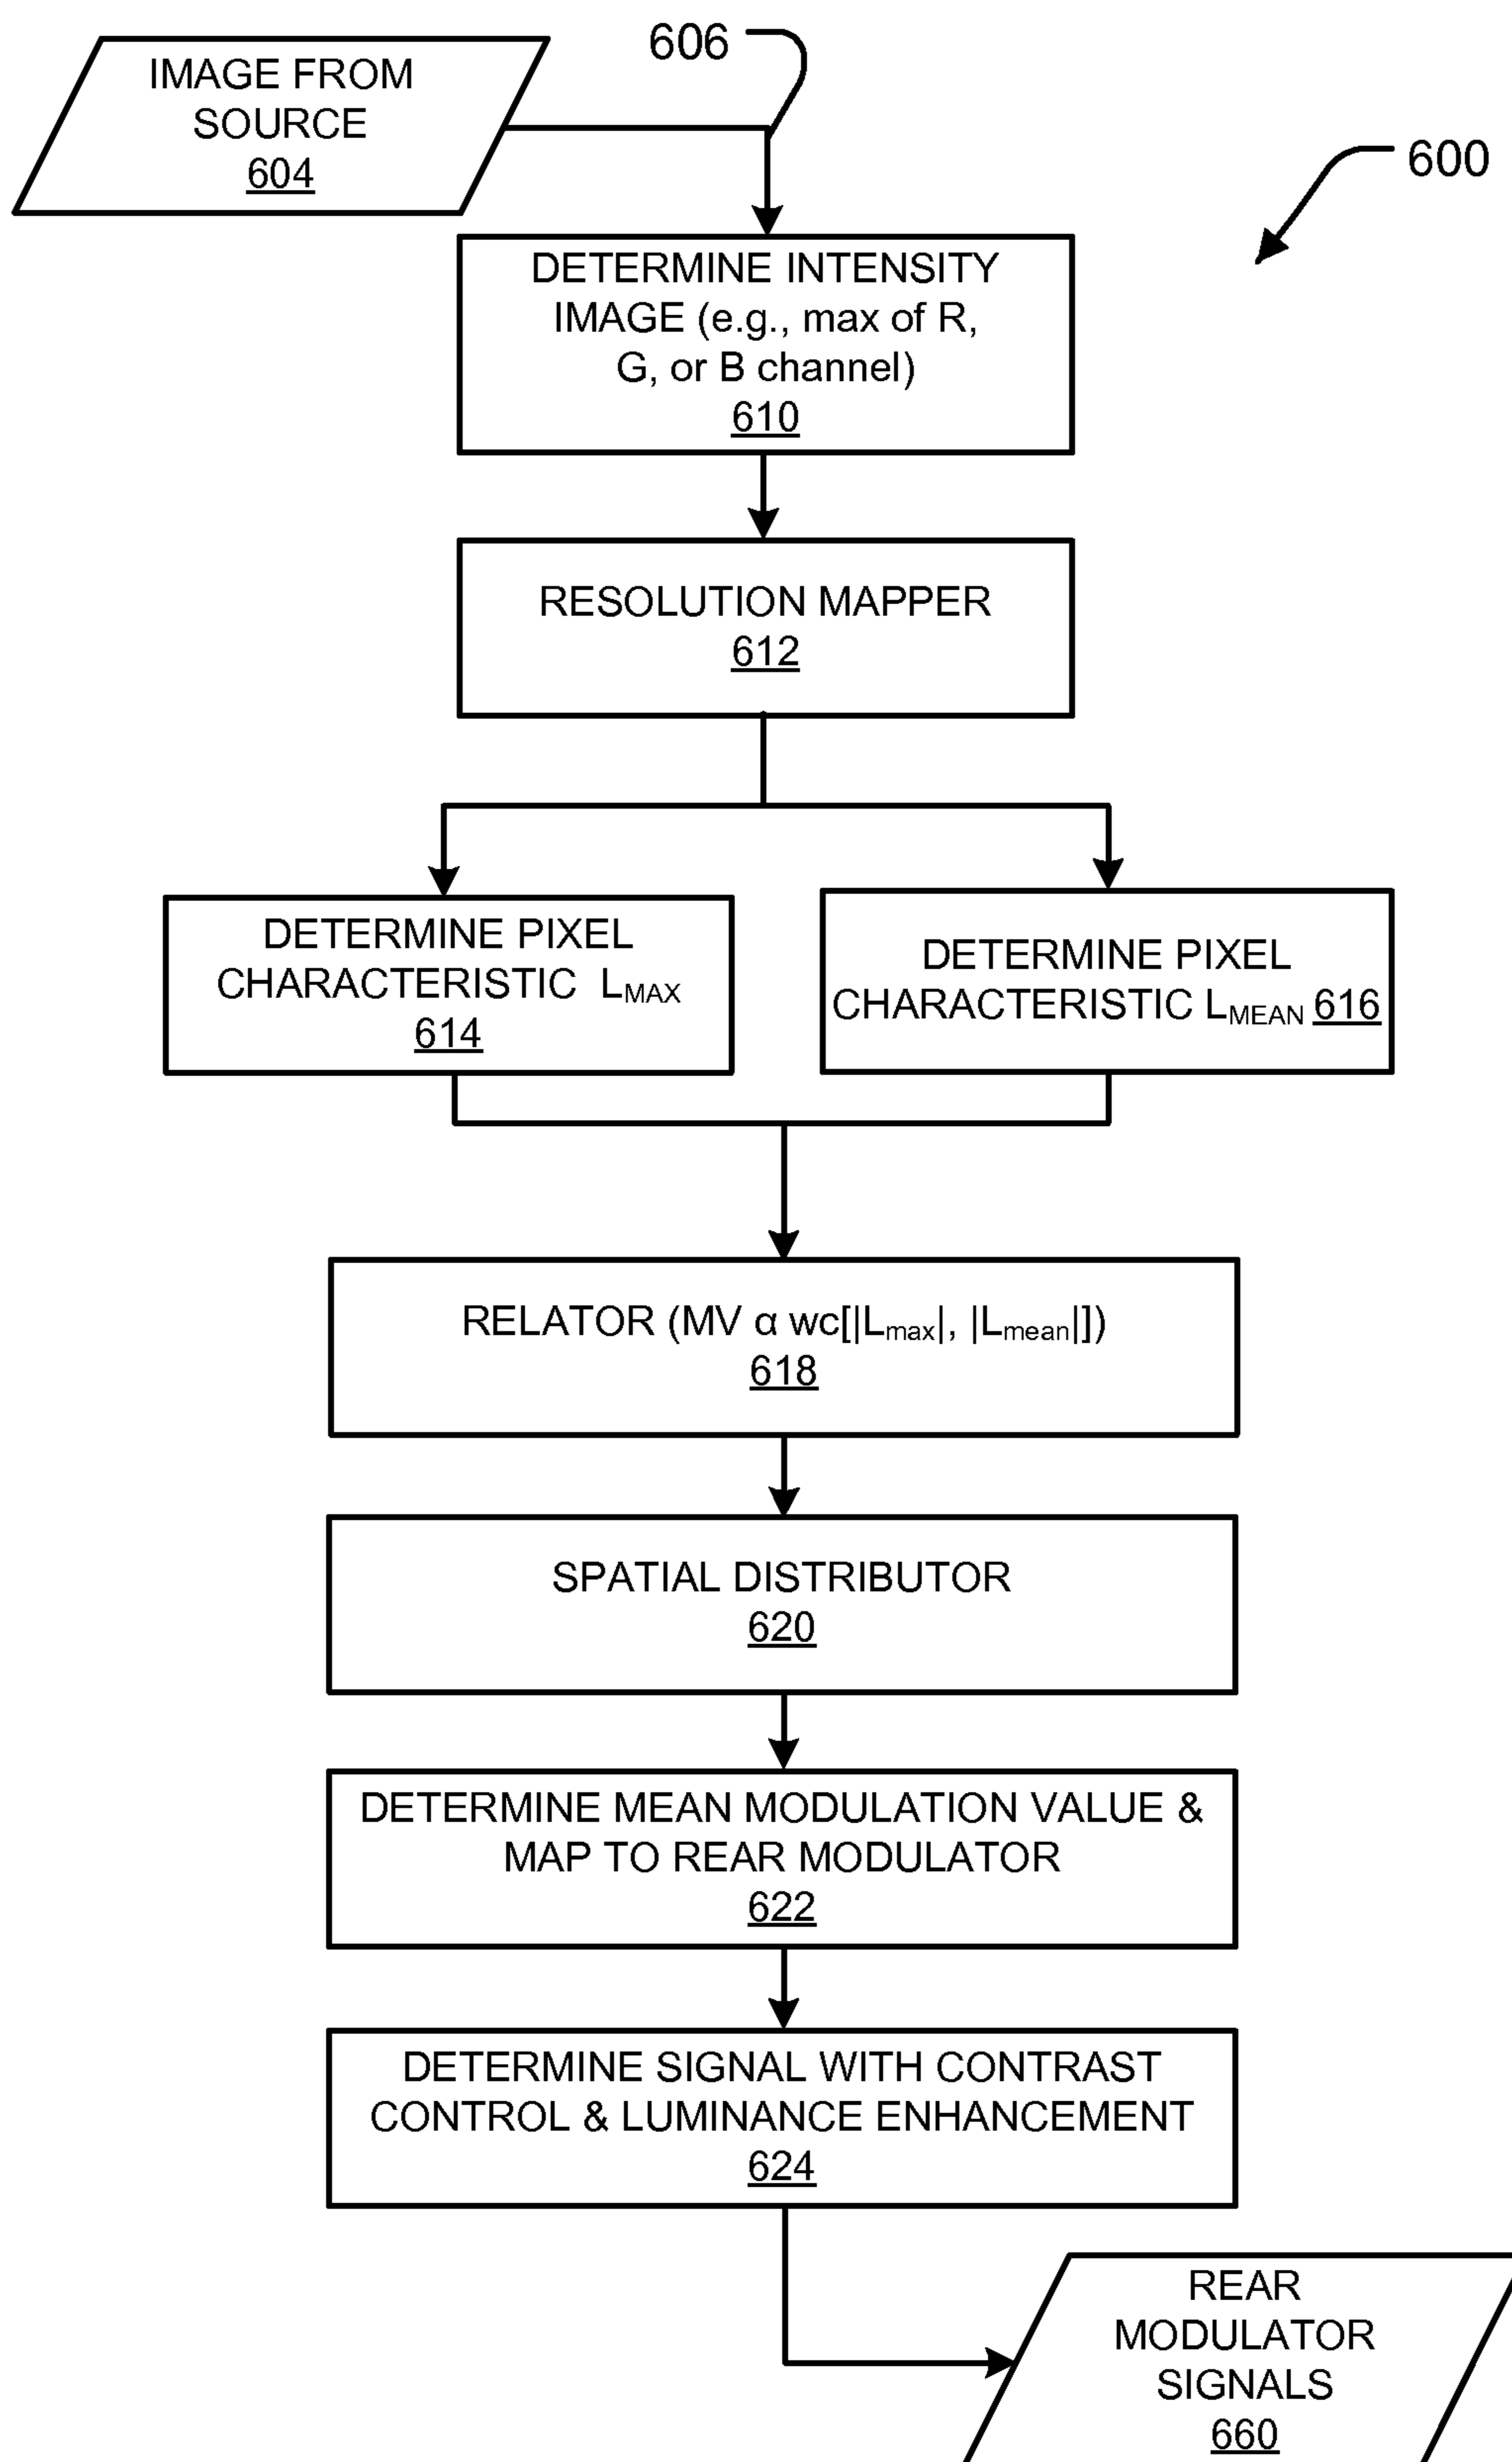 606
IMAGE FROM
SOURCE
604
600
DETERMINE INTENSITY
IMAGE (e.g., max of R,
G, or B channel)
610
RESOLUTION MAPPER
612
DETERMINE PIXEL
CHARACTERISTIC LMAX
614
DETERMINE PIXEL
CHARACTERISTIC LMEAN 616
RELATOR (MV α wc[|Lmax|, |Lmean|])
618
SPATIAL DISTRIBUTOR
620
DETERMINE MEAN MODULATION VALUE &
MAP TO REAR MODULATOR
622
DETERMINE SIGNAL WITH CONTRAST
CONTROL & LUMINANCE ENHANCEMENT
624
REAR
MODULATOR
SIGNALS
660